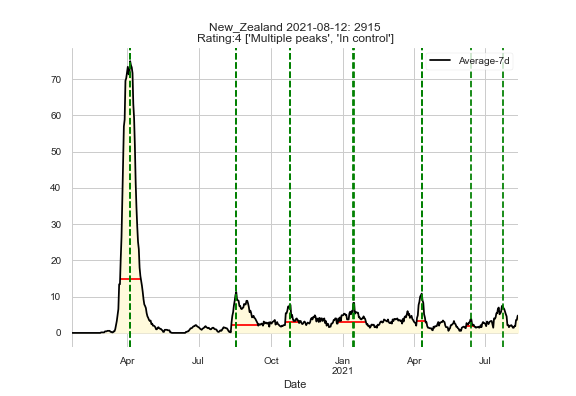 New_Zealand 2021-08-12: 2915
Rating:4 ['Multiple peaks', 'In control']
Average-7d
70
60
50
40
30
20
10
0
Apr
Jul
Oct
Jan
2021
Apr
Jul
Date